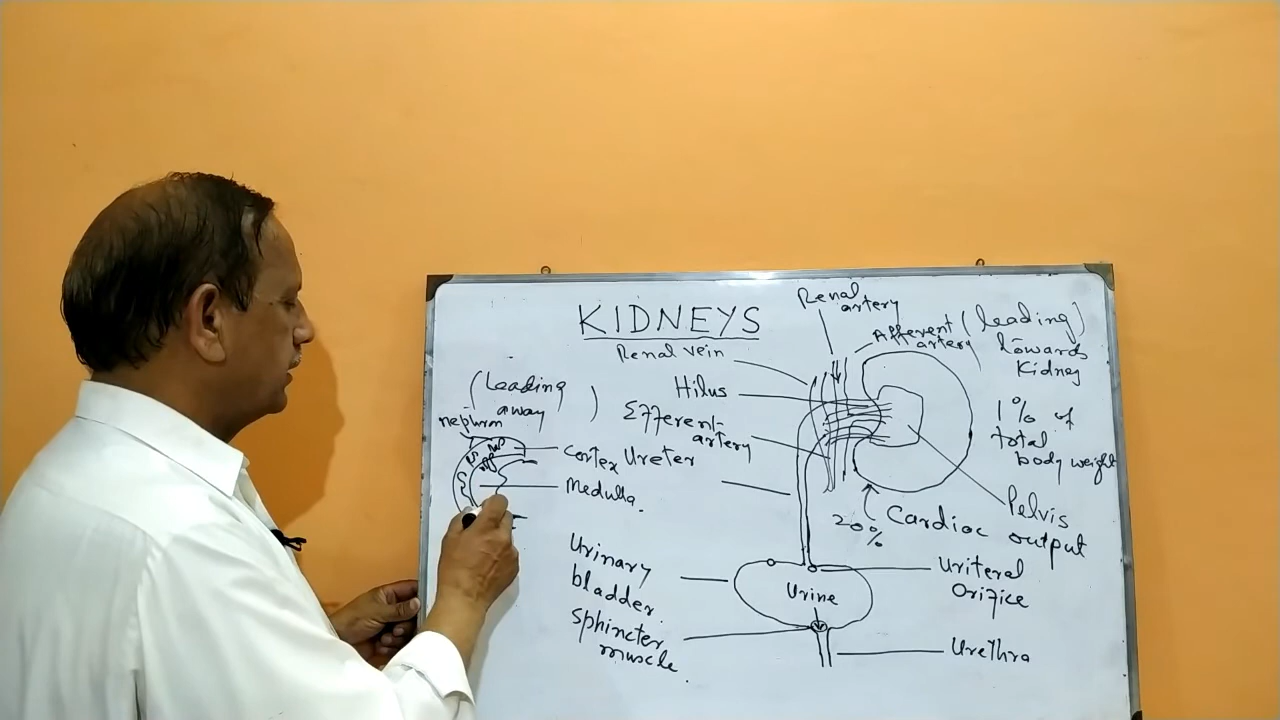 KIDNEYS
Renal
artery
Afferent
artery
(leading)
towards
Kidney
Renal vein
Hilus
Efferent
artery
(Leading
away)
nephron
Cortex
Ureter
Medulla.
1% of
total
body weight
Pelvis
20% Cardiac output
Urinary
bladder.
Urine
Uriteral
Orifice
Sphincter
muscle.
Urethra